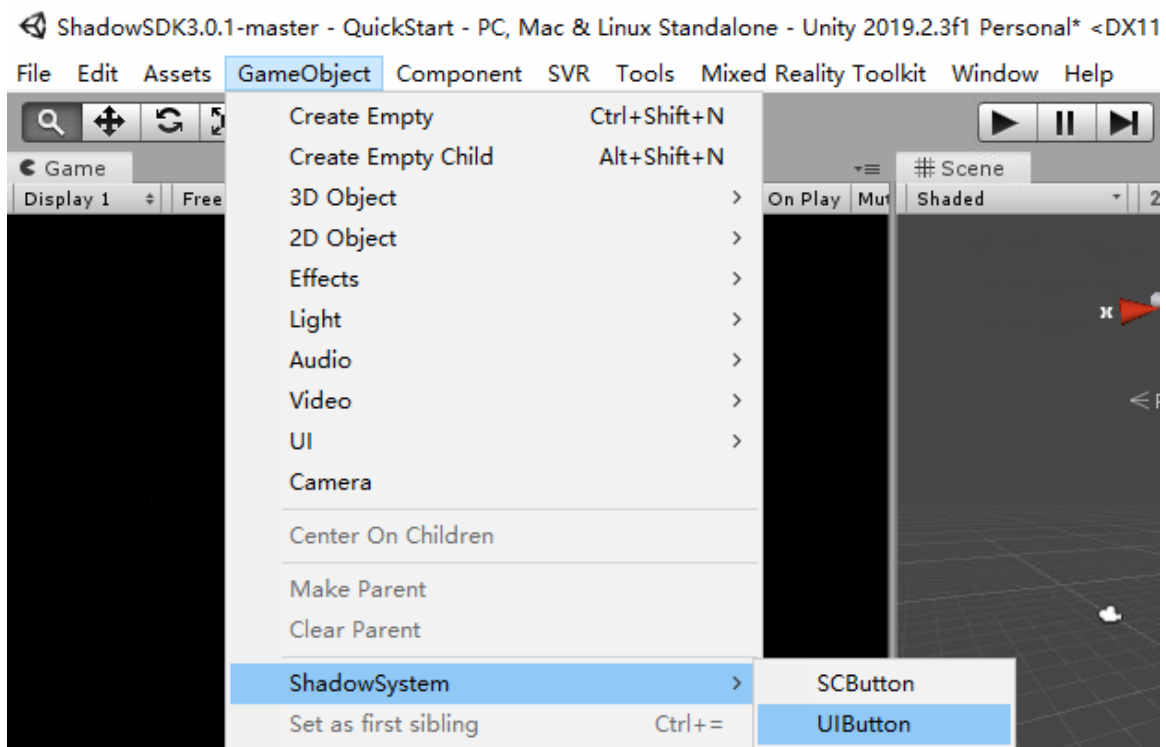 ShadowSDK3.0.1-master - QuickStart - PC, Mac & Linux Standalone - Unity 2019.2.3f1 Personal* <DX11
File Edit Assets GameObject Component SVR Tools Mixed Reality Toolkit Window Help
Create Empty Ctrl+Shift+N
Create Empty Child Alt+Shift+N
Game
# Scene
Display 1 Free
On Play Mut
Shaded 2
3D Object
2D Object
Effects
Light
x
Audio
Video
UI
Camera
Center On Children
Make Parent
Clear Parent
ShadowSystem
SCButton
Set as first sibling Ctrl+=
UIButton